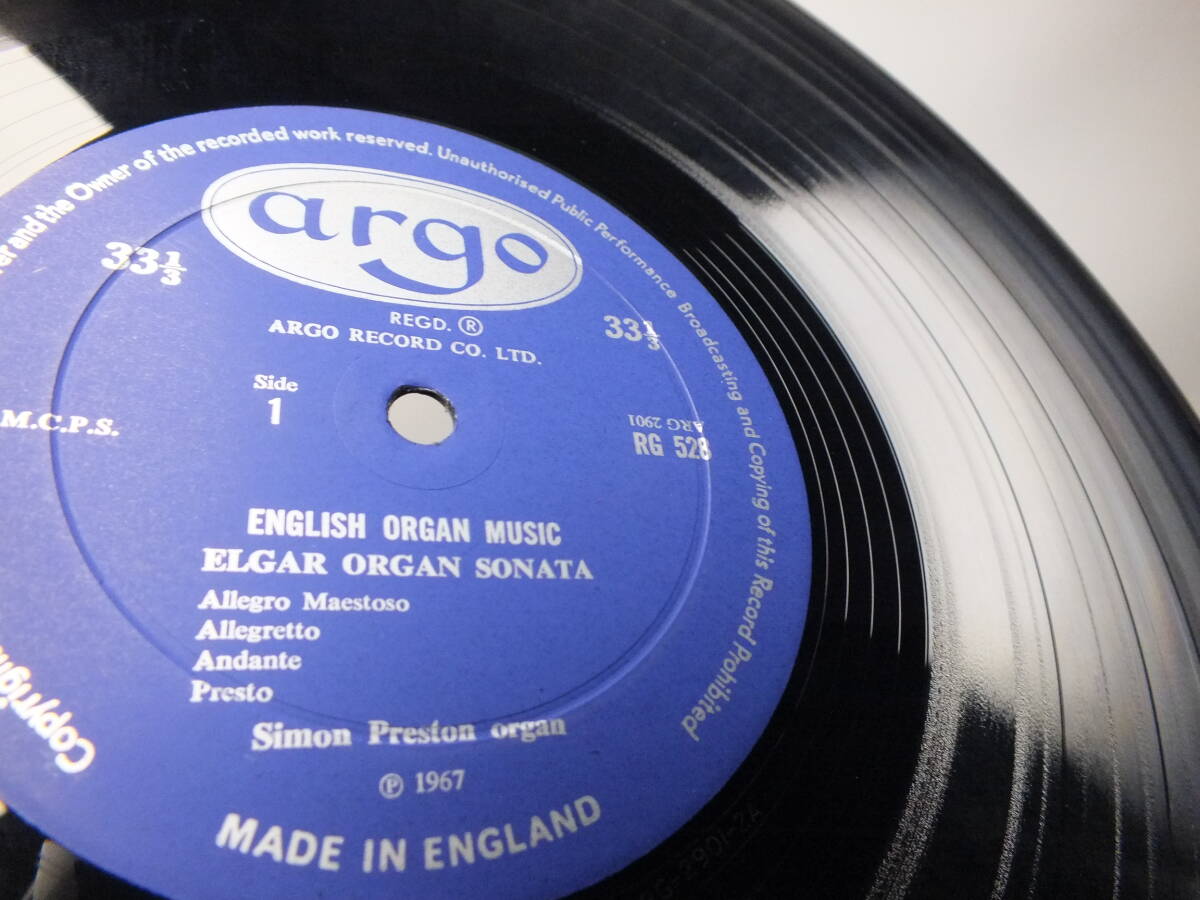 and the Owner of the recorded work reserved. Unauthorised Public Performance Broadcasting and Copying of this Record Prohibited
argo
33⅓
REGD. ®
33⅓
ARGO RECORD CO. LTD.
Side
1
M.C.P.S.
ARG 2901
RG 528
ENGLISH ORGAN MUSIC
ELGAR ORGAN SONATA
Allegro Maestoso
Allegretto
Andante
Presto
Simon Preston organ
℗ 1967
MADE IN ENGLAND